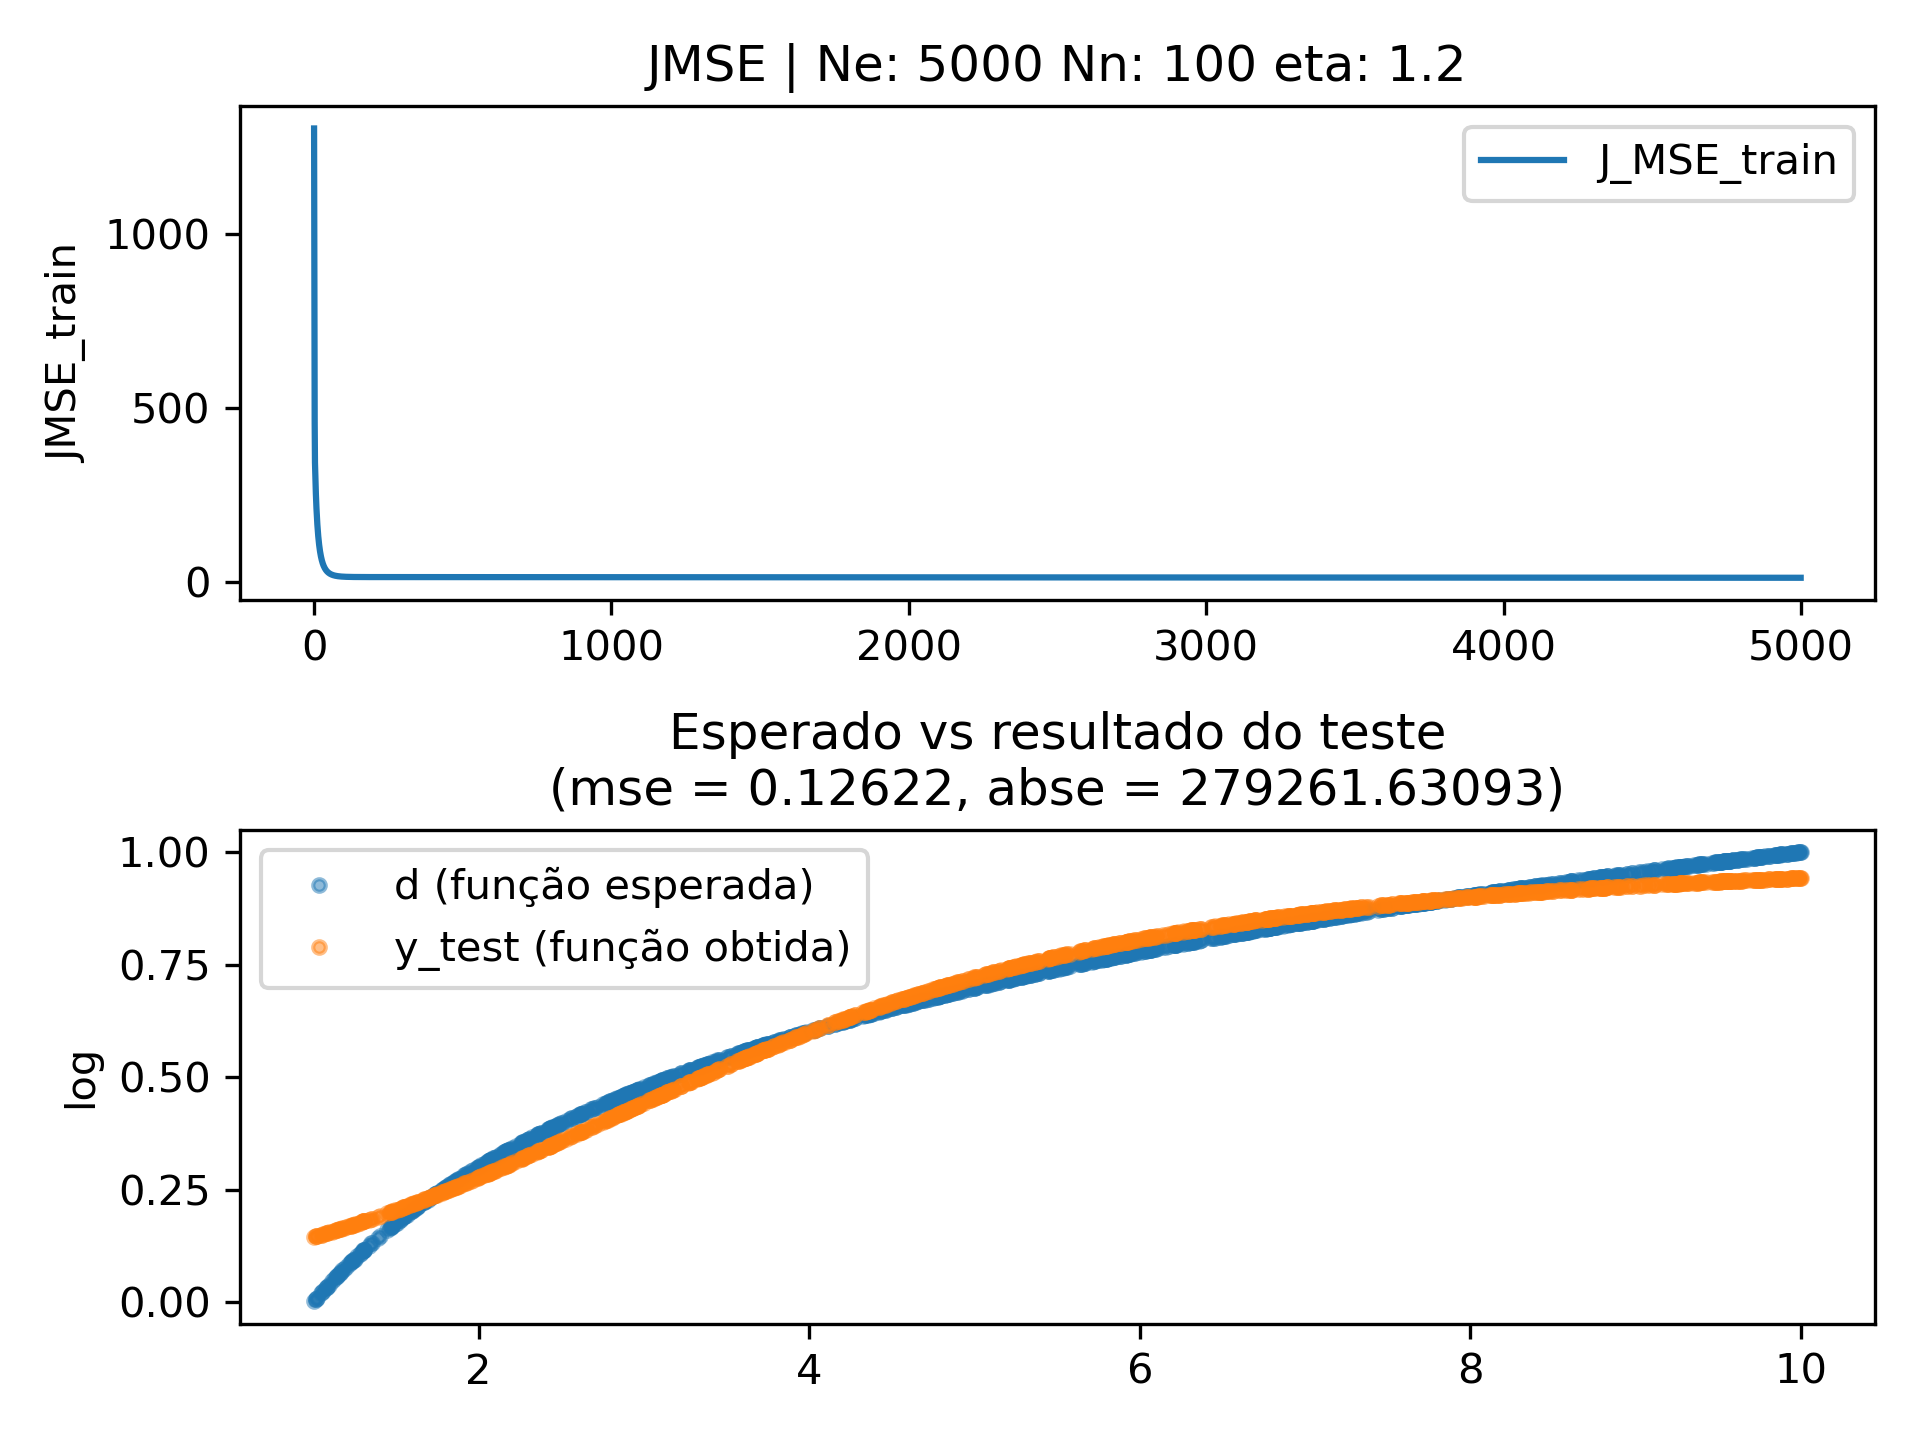 JMSE | Ne: 5000 Nn: 100 eta: 1.2
J_MSE_train
JMSE_train
1000
500
0
0
1000
2000
3000
4000
5000
Esperado vs resultado do teste
(mse = 0.12622, abse = 279261.63093)
d (função esperada)
y_test (função obtida)
log
1.00
0.75
0.50
0.25
0.00
2
4
6
8
10